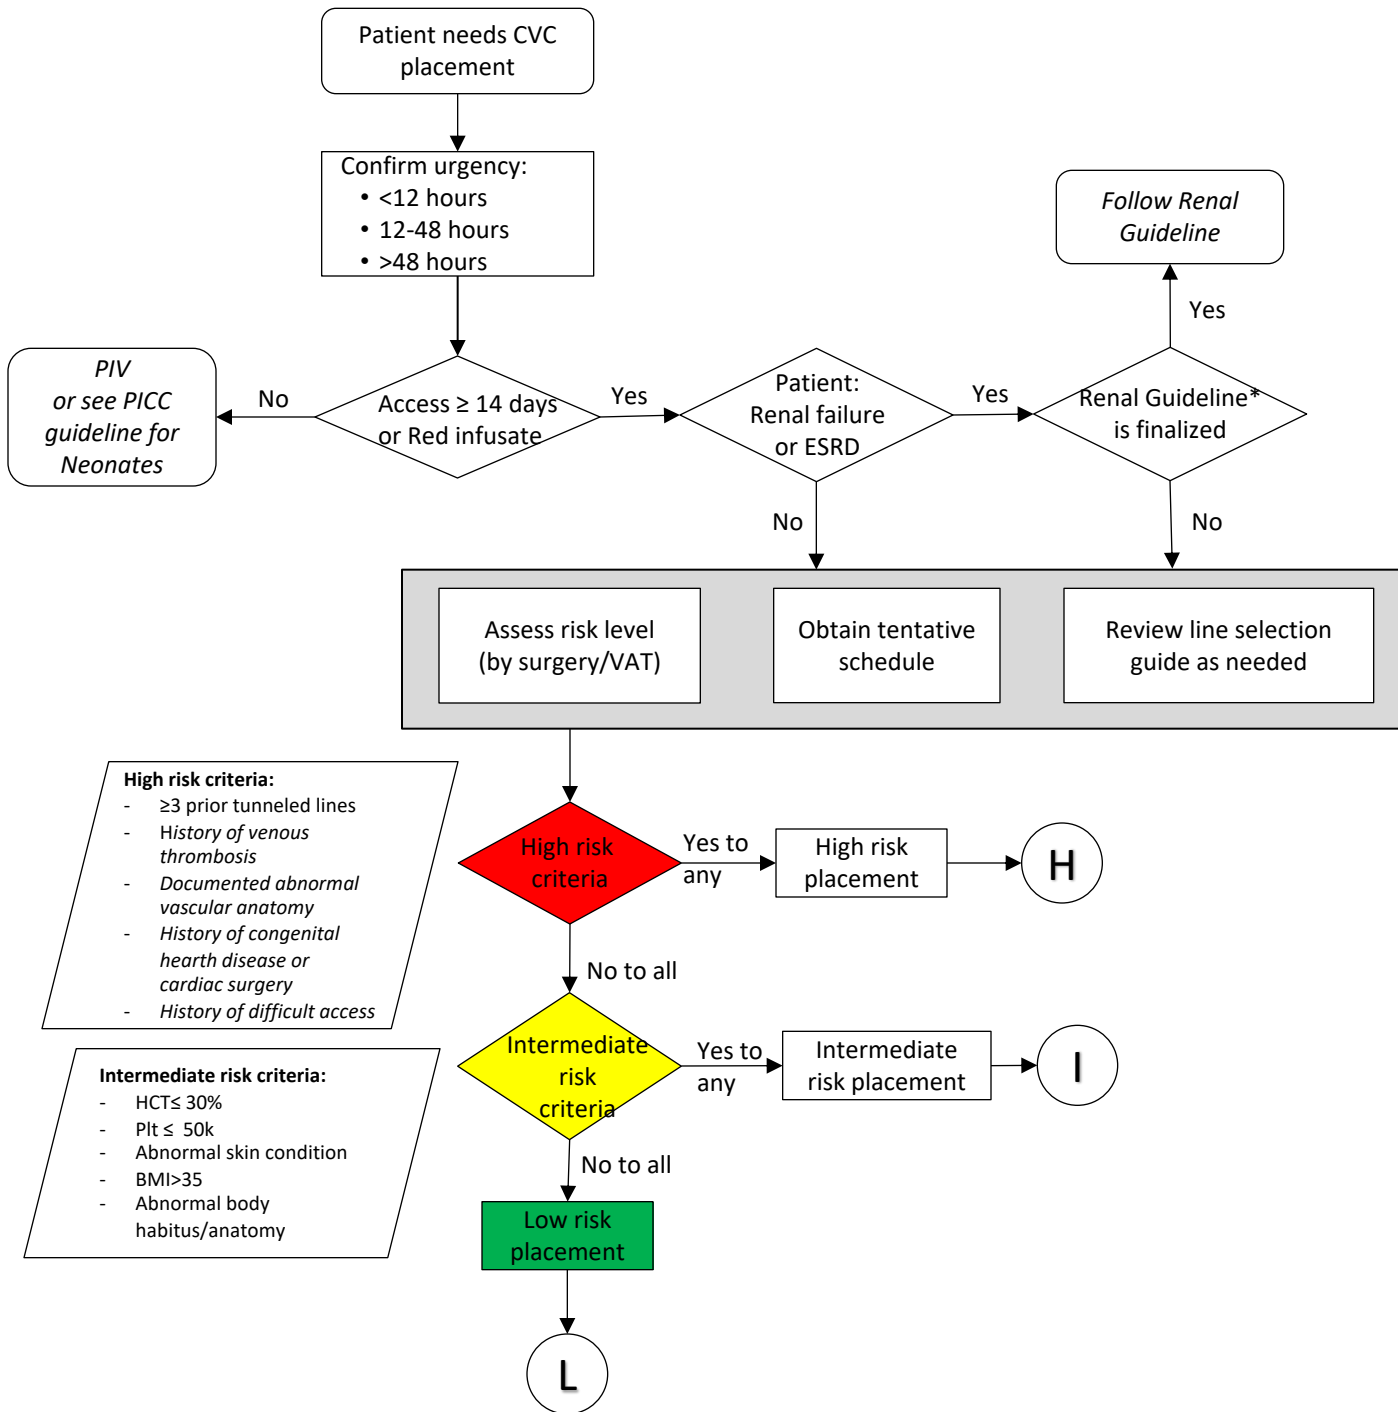 Patient needs CVC
placement
Confirm urgency:
• <12 hours
• 12-48 hours
• >48 hours
Follow Renal
Guideline
Yes
PIV
or see PICC
guideline for
Neonates
No
Access ≥ 14 days
or Red infusate
Yes
Patient:
Renal failure
or ESRD
Yes
Renal Guideline*
is finalized
No
No
Assess risk level
(by surgery/VAT)
Obtain tentative
schedule
Review line selection
guide as needed
High risk criteria:
- ≥3 prior tunneled lines
- History of venous
thrombosis
- Documented abnormal
vascular anatomy
- History of congenital
hearth disease or
cardiac surgery
- History of difficult access
High risk
criteria
Yes to
any
High risk
placement
H
No to all
Intermediate risk criteria:
- HCT≤ 30%
- Plt ≤ 50k
- Abnormal skin condition
- BMI>35
- Abnormal body
habitus/anatomy
Intermediate
risk
criteria
Yes to
any
Intermediate
risk placement
I
No to all
Low risk
placement
L